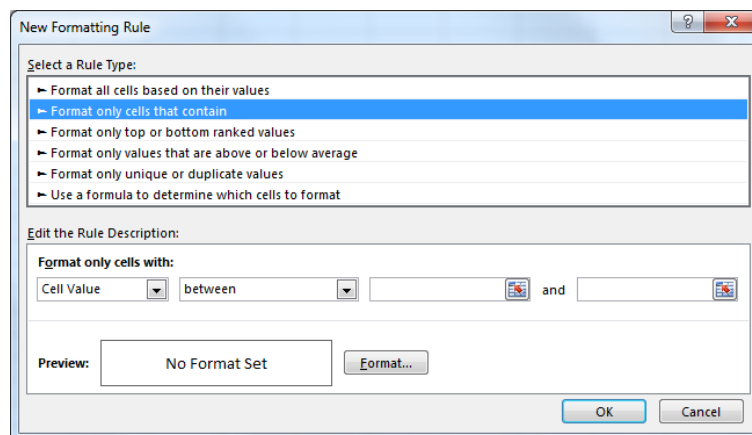 New Formatting Rule
Select a Rule Type:
► Format all cells based on their values
► Format only cells that contain
► Format only top or bottom ranked values
► Format only values that are above or below average
► Format only unique or duplicate values
► Use a formula to determine which cells to format
Edit the Rule Description:
Format only cells with:
Cell Value between and
Preview: No Format Set Format...
OK Cancel